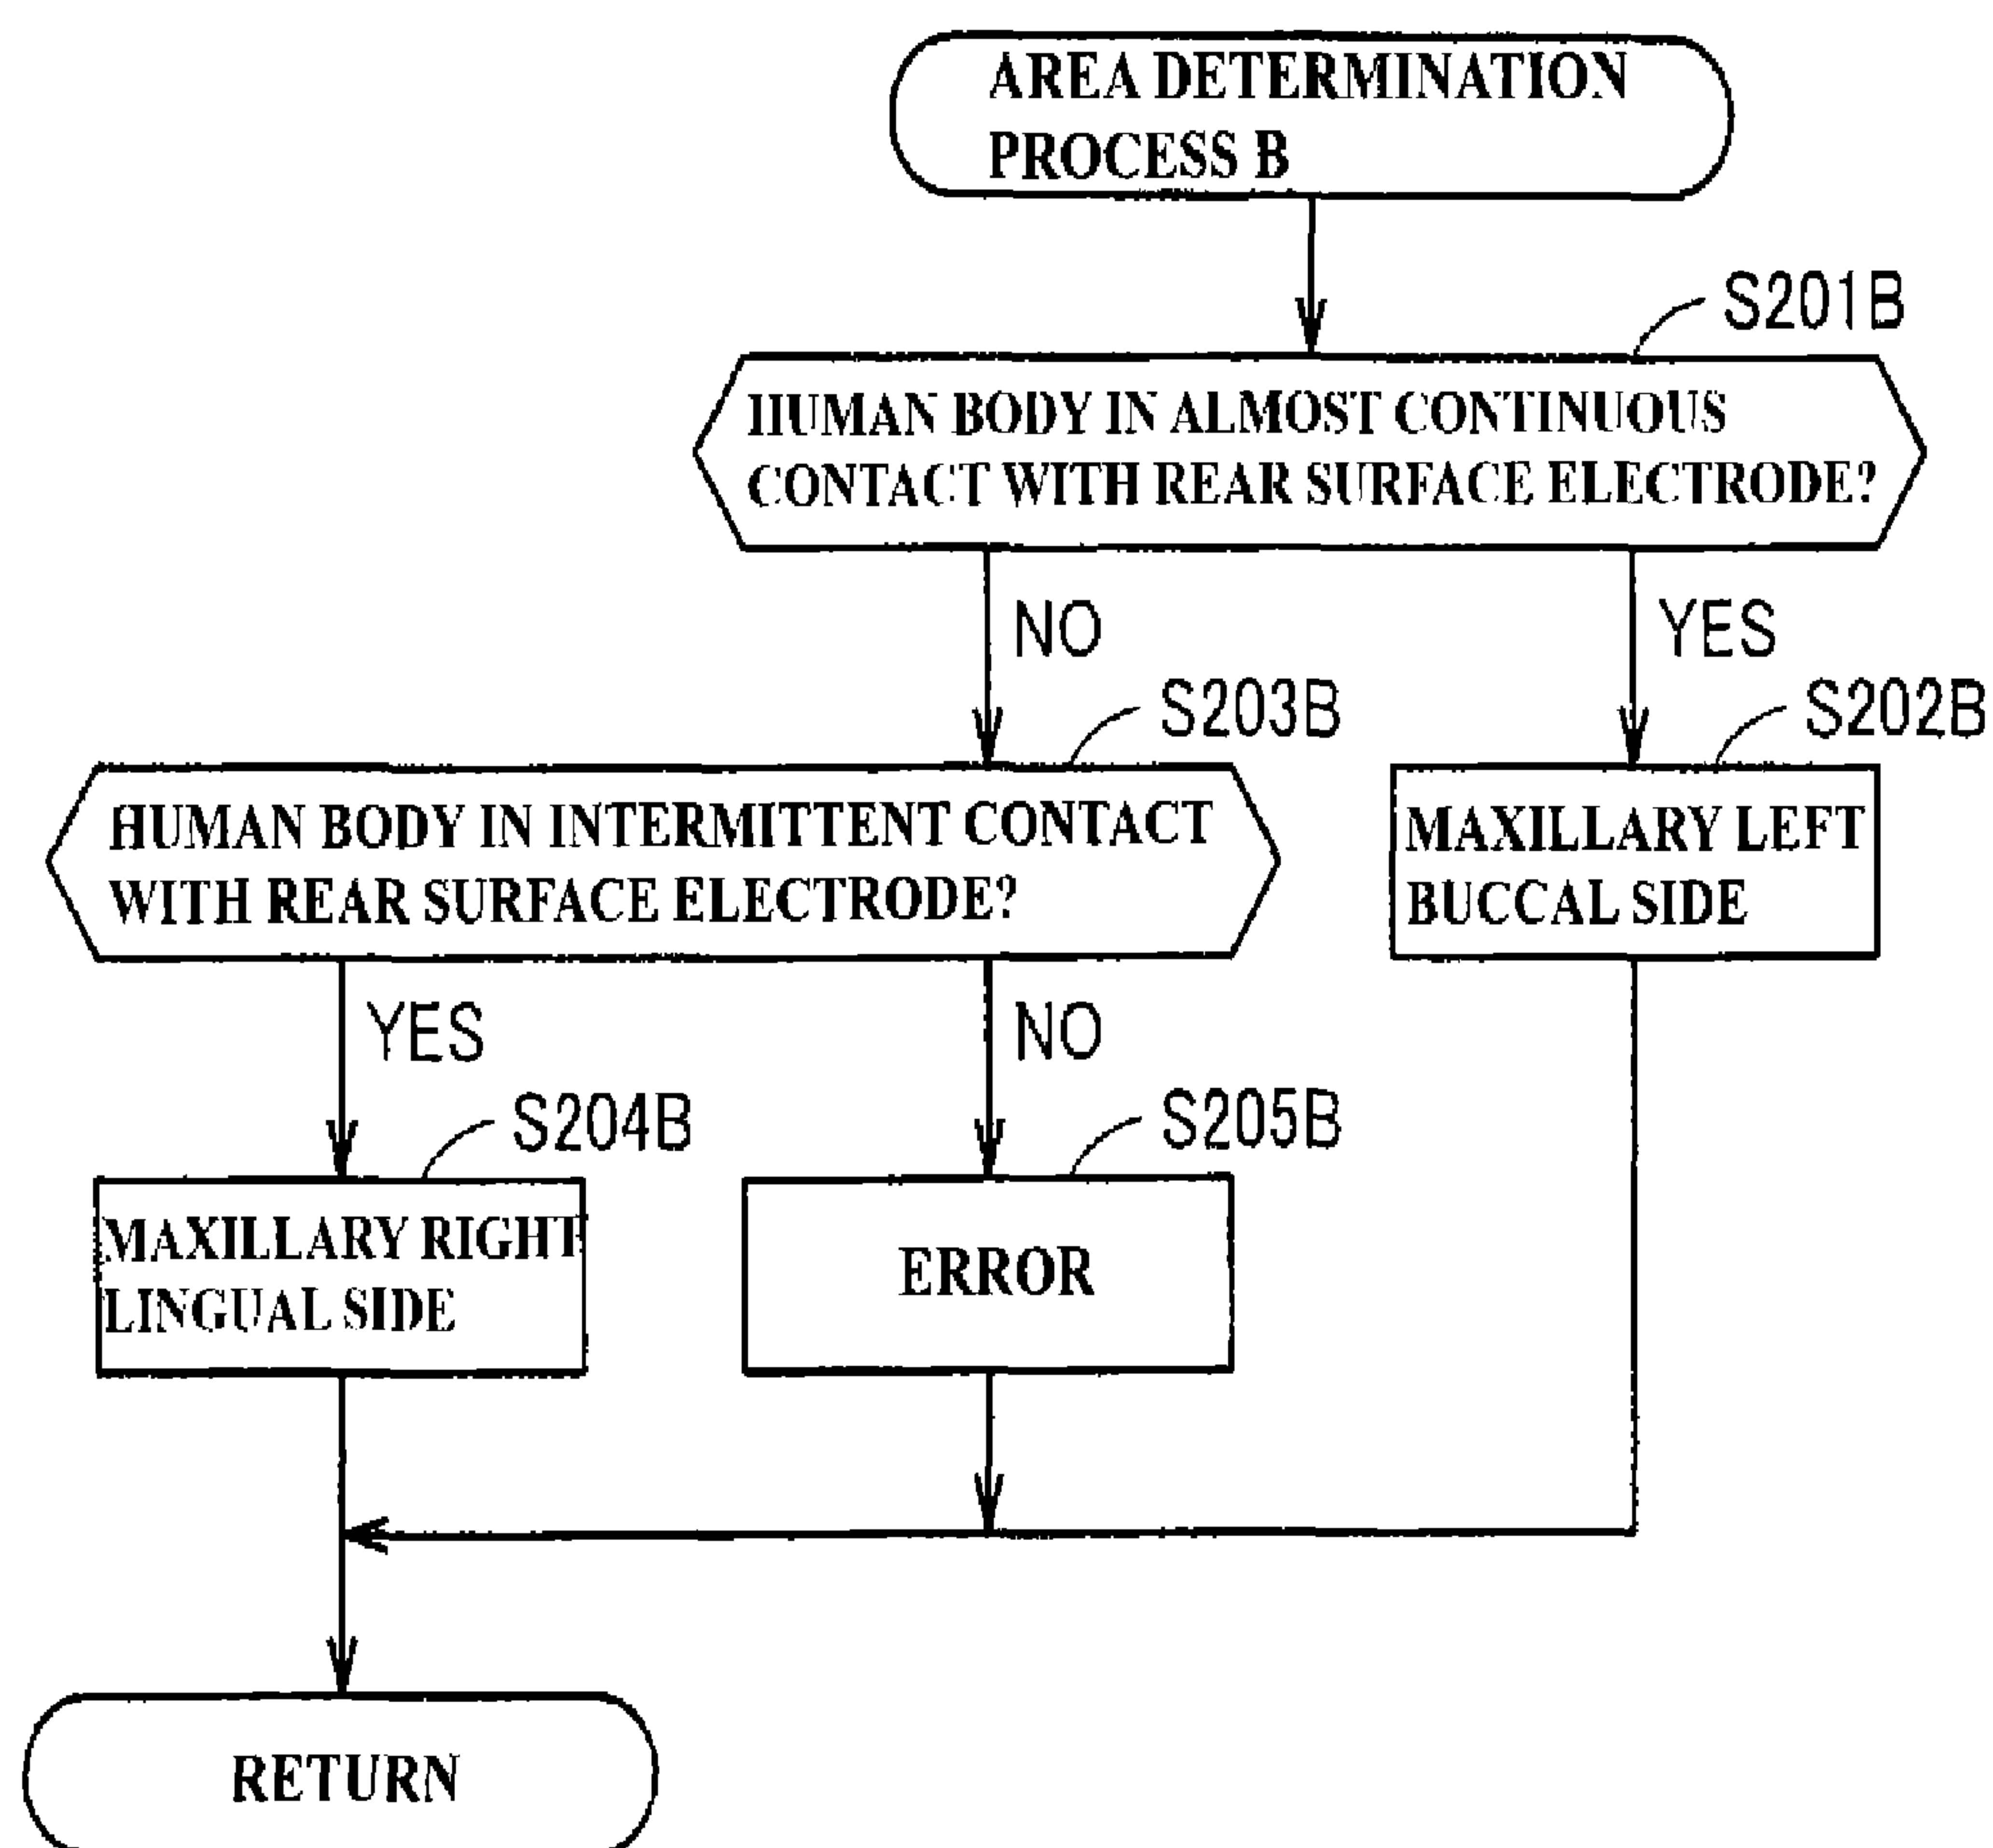 AREA DETERMINATION
PROCESS B
S201B
HUMAN BODY IN ALMOST CONTINUOUS
CONTACT WITH REAR SURFACE ELECTRODE?
NO
YES
S203B
S202B
HUMAN BODY IN INTERMITTENT CONTACT
WITH REAR SURFACE ELECTRODE?
MAXILLARY LEFT
BUCCAL SIDE
YES
NO
S204B
S205B
MAXILLARY RIGHT
LINGUAL SIDE
ERROR
RETURN